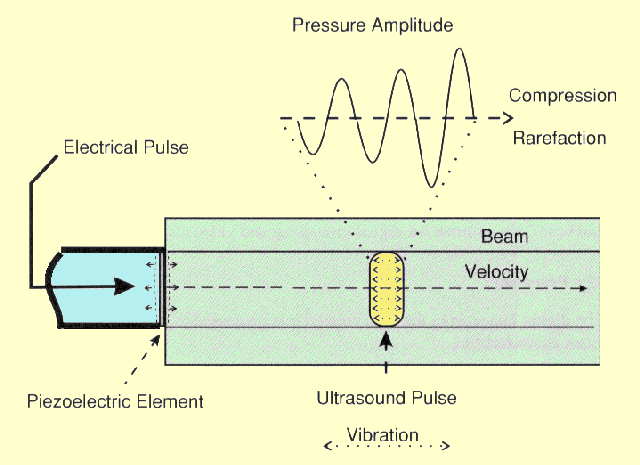 Pressure Amplitude
Compression
Rarefaction
Electrical Pulse
Beam
Velocity
Piezoelectric Element
Ultrasound Pulse
Vibration